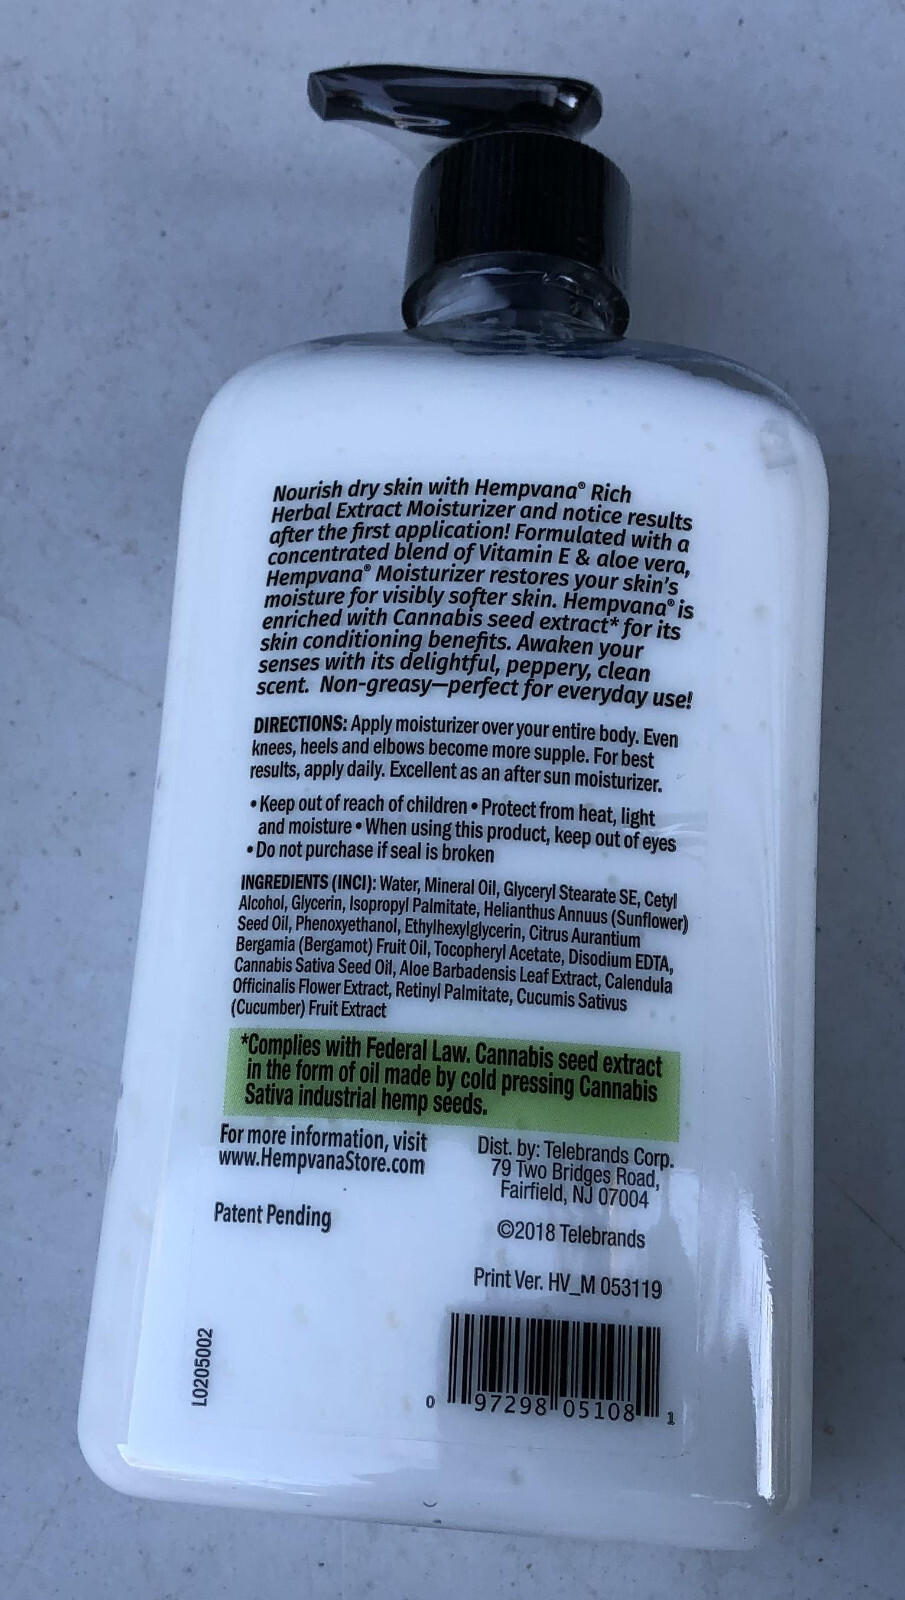 Nourish dry skin with Hempvana® Rich
Herbal Extract Moisturizer and notice results
after the first application! Formulated with a
concentrated blend of Vitamin E & aloe vera,
Hempvana® Moisturizer restores your skin's
moisture for visibly softer skin. Hempvana® is
enriched with Cannabis seed extract* for its
skin conditioning benefits. Awaken your
senses with its delightful, peppery, clean
scent. Non-greasy—perfect for everyday use!
DIRECTIONS: Apply moisturizer over your entire body. Even
knees, heels and elbows become more supple. For best
results, apply daily. Excellent as an after sun moisturizer.
• Keep out of reach of children • Protect from heat, light
and moisture • When using this product, keep out of eyes
• Do not purchase if seal is broken
INGREDIENTS (INCI): Water, Mineral Oil, Glyceryl Stearate SE, Cetyl
Alcohol, Glycerin, Isopropyl Palmitate, Helianthus Annuus (Sunflower)
Seed Oil, Phenoxyethanol, Ethylhexylglycerin, Citrus Aurantium
Bergamia (Bergamot) Fruit Oil, Tocopheryl Acetate, Disodium EDTA,
Cannabis Sativa Seed Oil, Aloe Barbadensis Leaf Extract, Calendula
Officinalis Flower Extract, Retinyl Palmitate, Cucumis Sativus
(Cucumber) Fruit Extract
*Complies with Federal Law. Cannabis seed extract
in the form of oil made by cold pressing Cannabis
Sativa industrial hemp seeds.
For more information, visit
www.HempvanaStore.com
Patent Pending
Dist. by: Telebrands Corp.
79 Two Bridges Road,
Fairfield, NJ 07004
©2018 Telebrands
Print Ver. HV_M 053119
L0205002
0 97298 05108 1